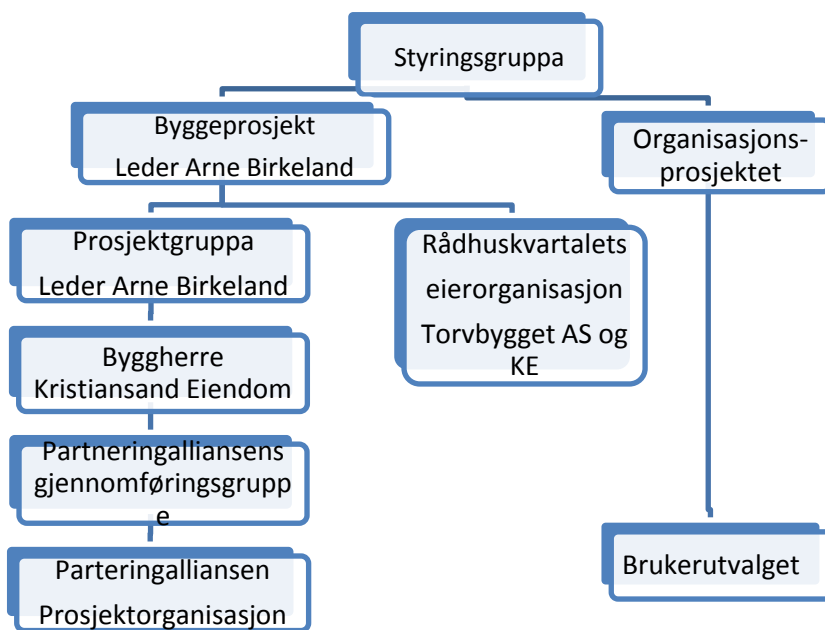 Styringsgruppa
Byggeprosjekt
Leder Arne Birkeland
Organisasjons-
prosjektet
Prosjektgruppa
Leder Arne Birkeland
Rådhuskvartalets
eierorganisasjon
Torvbygget AS og
KE
Byggherre
Kristiansand Eiendom
Partneringalliansens
gjennomføringsgrupp
e
Parteringalliansen
Prosjektorganisasjon
Brukerutvalget